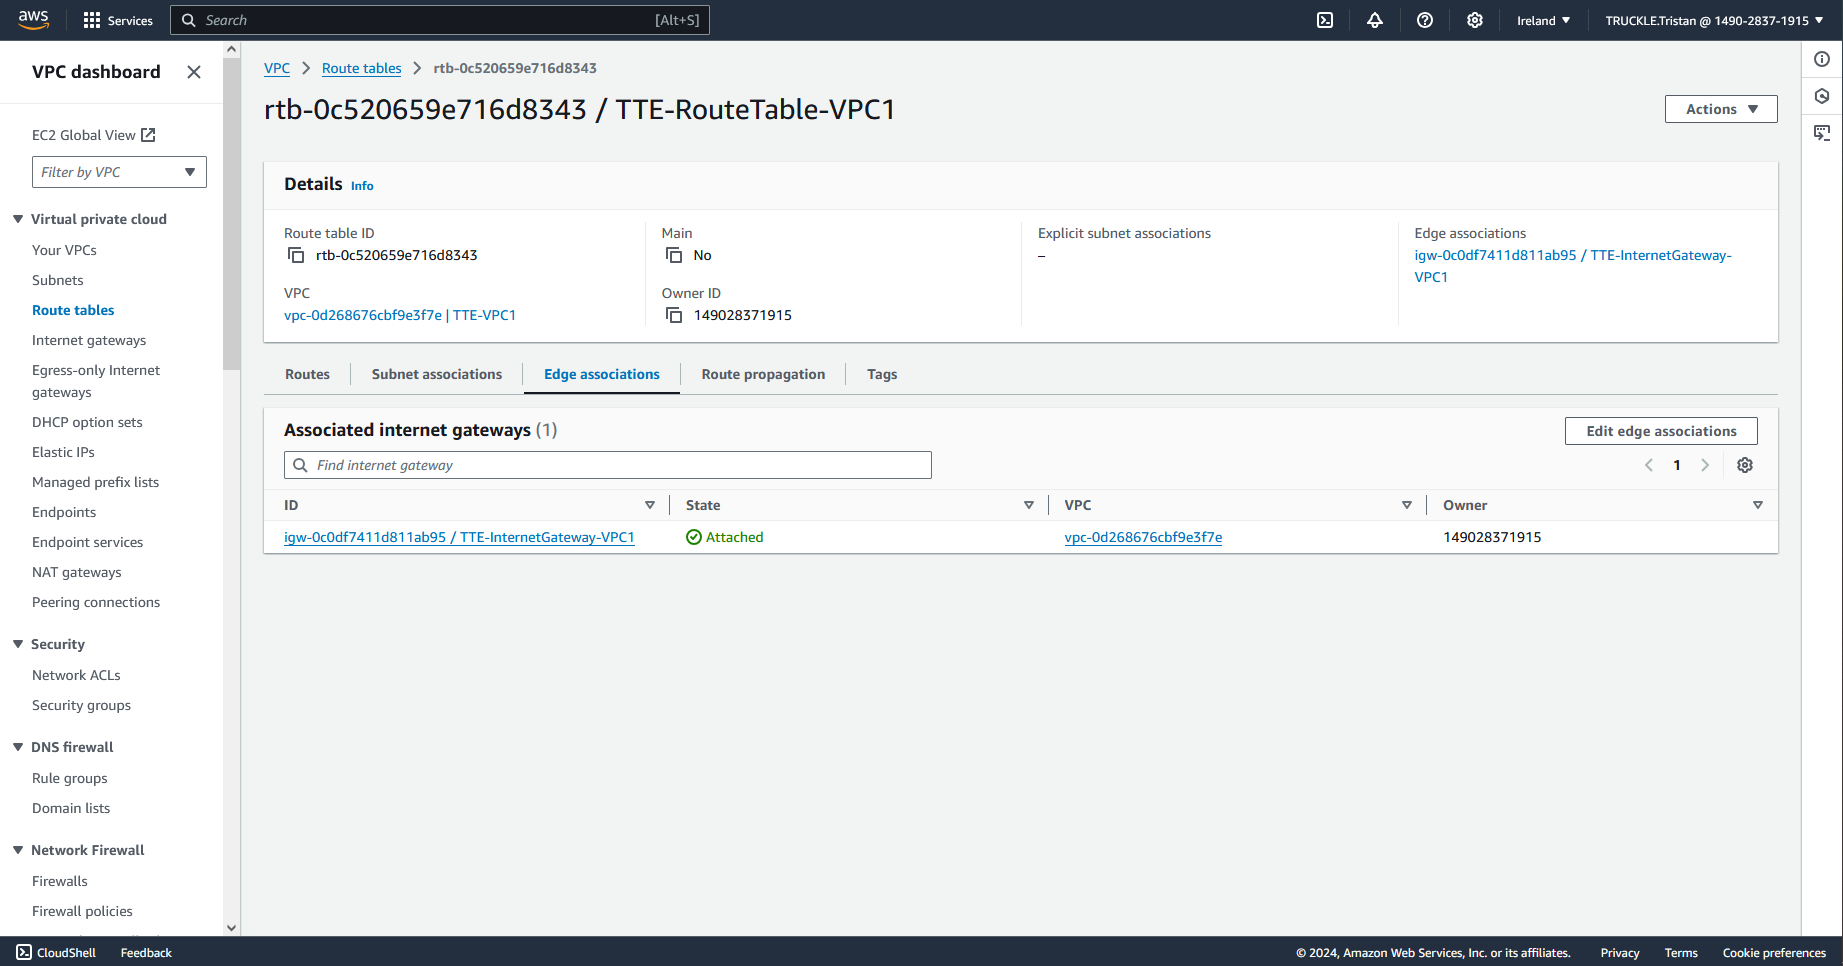 aws
Services
Search
[Alt+S]
Ireland
TRUCKLE.Tristan @ 1490-2837-1915
VPC dashboard
EC2 Global View
Filter by VPC
Virtual private cloud
Your VPCs
Subnets
Route tables
Internet gateways
Egress-only Internet
gateways
DHCP option sets
Elastic IPs
Managed prefix lists
Endpoints
Endpoint services
NAT gateways
Peering connections
Security
Network ACLs
Security groups
DNS firewall
Rule groups
Domain lists
Network Firewall
Firewalls
Firewall policies
VPC
Route tables
rtb-0c520659e716d8343
rtb-0c520659e716d8343 / TTE-RouteTable-VPC1
Actions
Details Info
Route table ID
rtb-0c520659e716d8343
Main
No
Explicit subnet associations
–
Edge associations
igw-0c0df7411d811ab95 / TTE-InternetGateway-
VPC1
VPC
vpc-0d268676cbf9e3f7e | TTE-VPC1
Owner ID
149028371915
Routes
Subnet associations
Edge associations
Route propagation
Tags
Associated internet gateways (1)
Edit edge associations
Find internet gateway
1
ID
State
VPC
Owner
igw-0c0df7411d811ab95 / TTE-InternetGateway-VPC1
Attached
vpc-0d268676cbf9e3f7e
149028371915
CloudShell
Feedback
© 2024, Amazon Web Services, Inc. or its affiliates.
Privacy
Terms
Cookie preferences